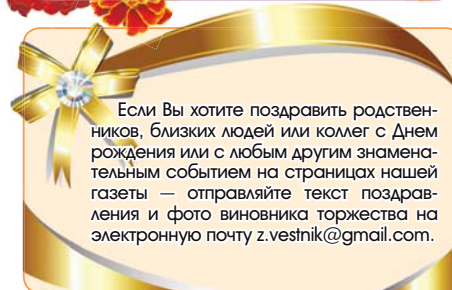 Если Вы хотите поздравить родствен-
ников, близких людей или коллег с Днем
рождения или с любым другим знамена-
тельным событием на страницах нашей
газеты — отправляйте текст поздрав-
ления и фото виновника торжества на
электронную почту z.vestnik@gmail.com.